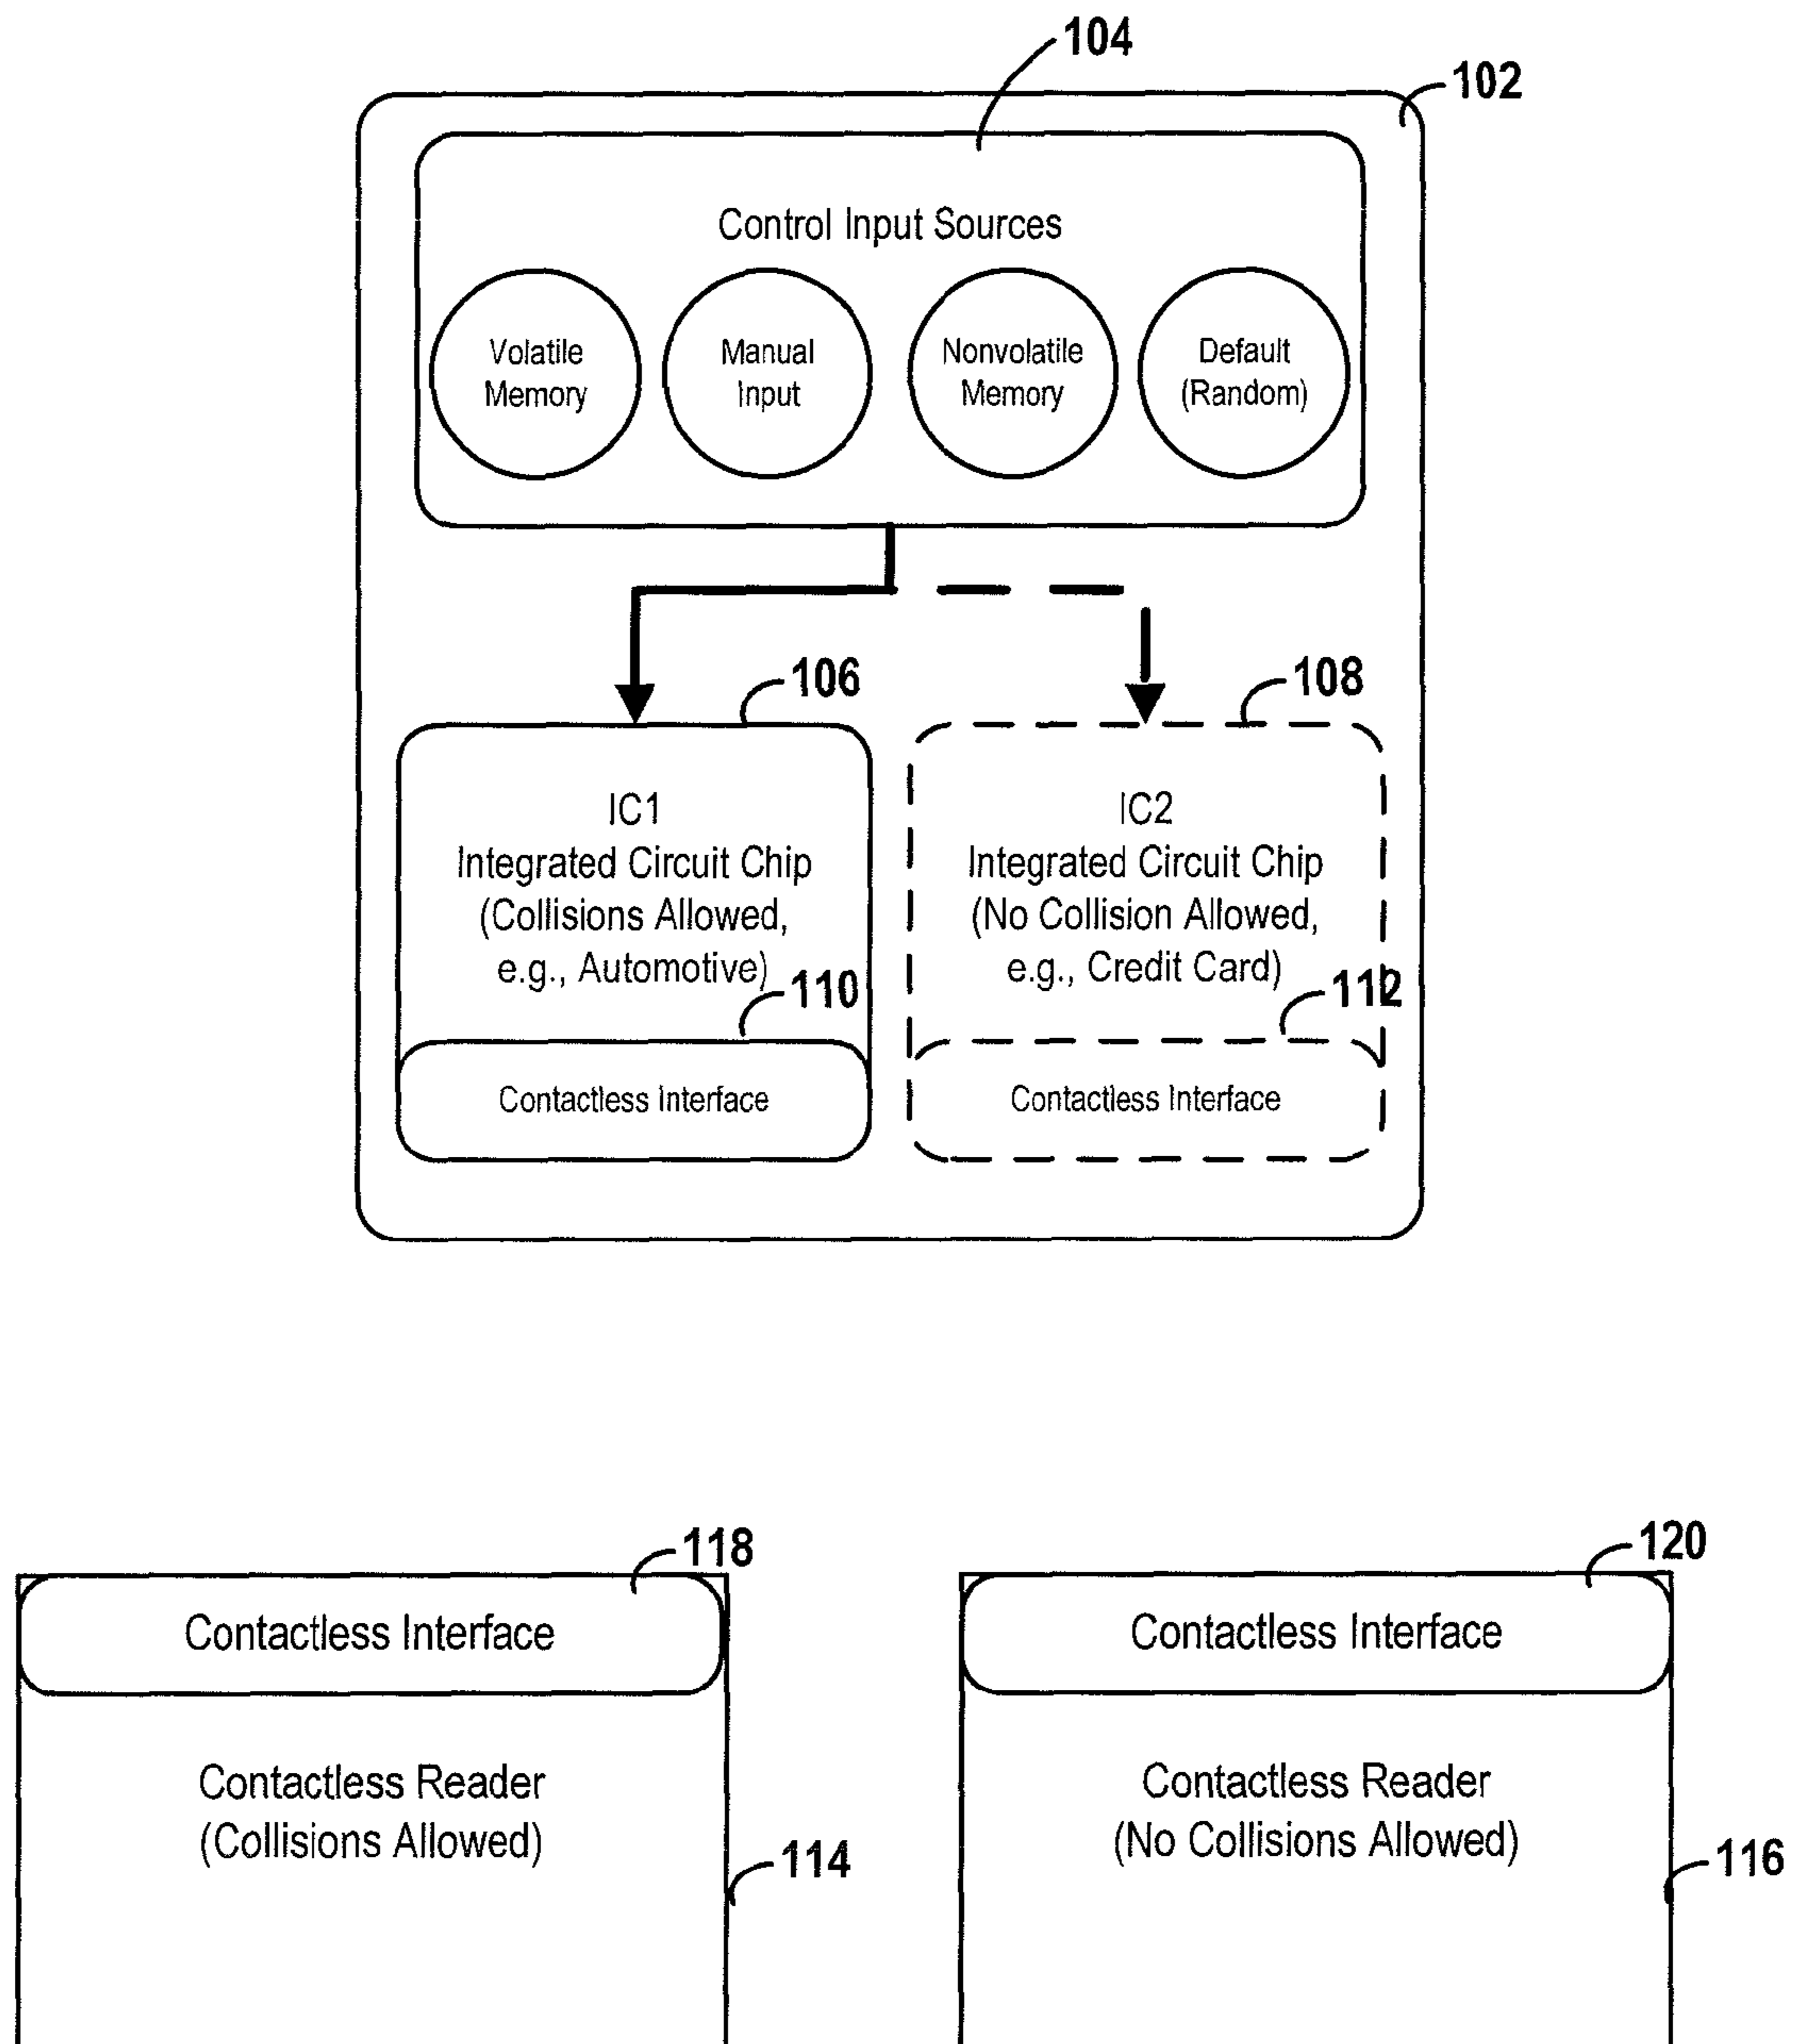 104
102
Control Input Sources
Volatile
Memory
Manual
Input
Nonvolatile
Memory
Default
(Random)
106
108
IC1
Integrated Circuit Chip
(Collisions Allowed,
e.g., Automotive)
110
Contactless Interface
IC2
Integrated Circuit Chip
(No Collision Allowed,
e.g., Credit Card)
112
Contactless Interface
118
Contactless Interface
Contactless Reader
(Collisions Allowed)
114
120
Contactless Interface
Contactless Reader
(No Collisions Allowed)
116